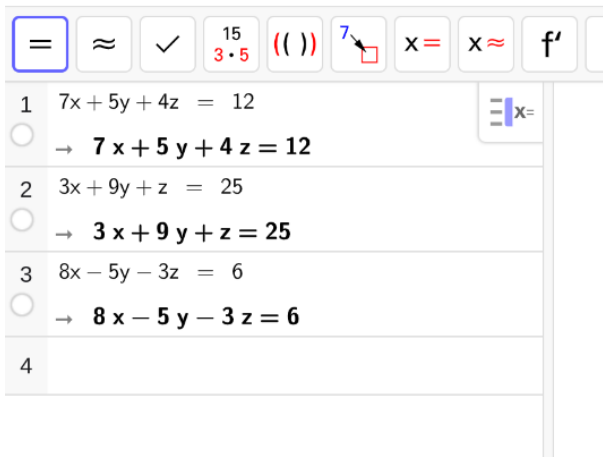 = ≈ ✓ 15 3·5 (( )) 7 x= x≈ f′
x=
1 7x + 5y + 4z = 12
→ 7 x + 5 y + 4 z = 12
2 3x + 9y + z = 25
→ 3 x + 9 y + z = 25
3 8x − 5y − 3z = 6
→ 8 x − 5 y − 3 z = 6
4